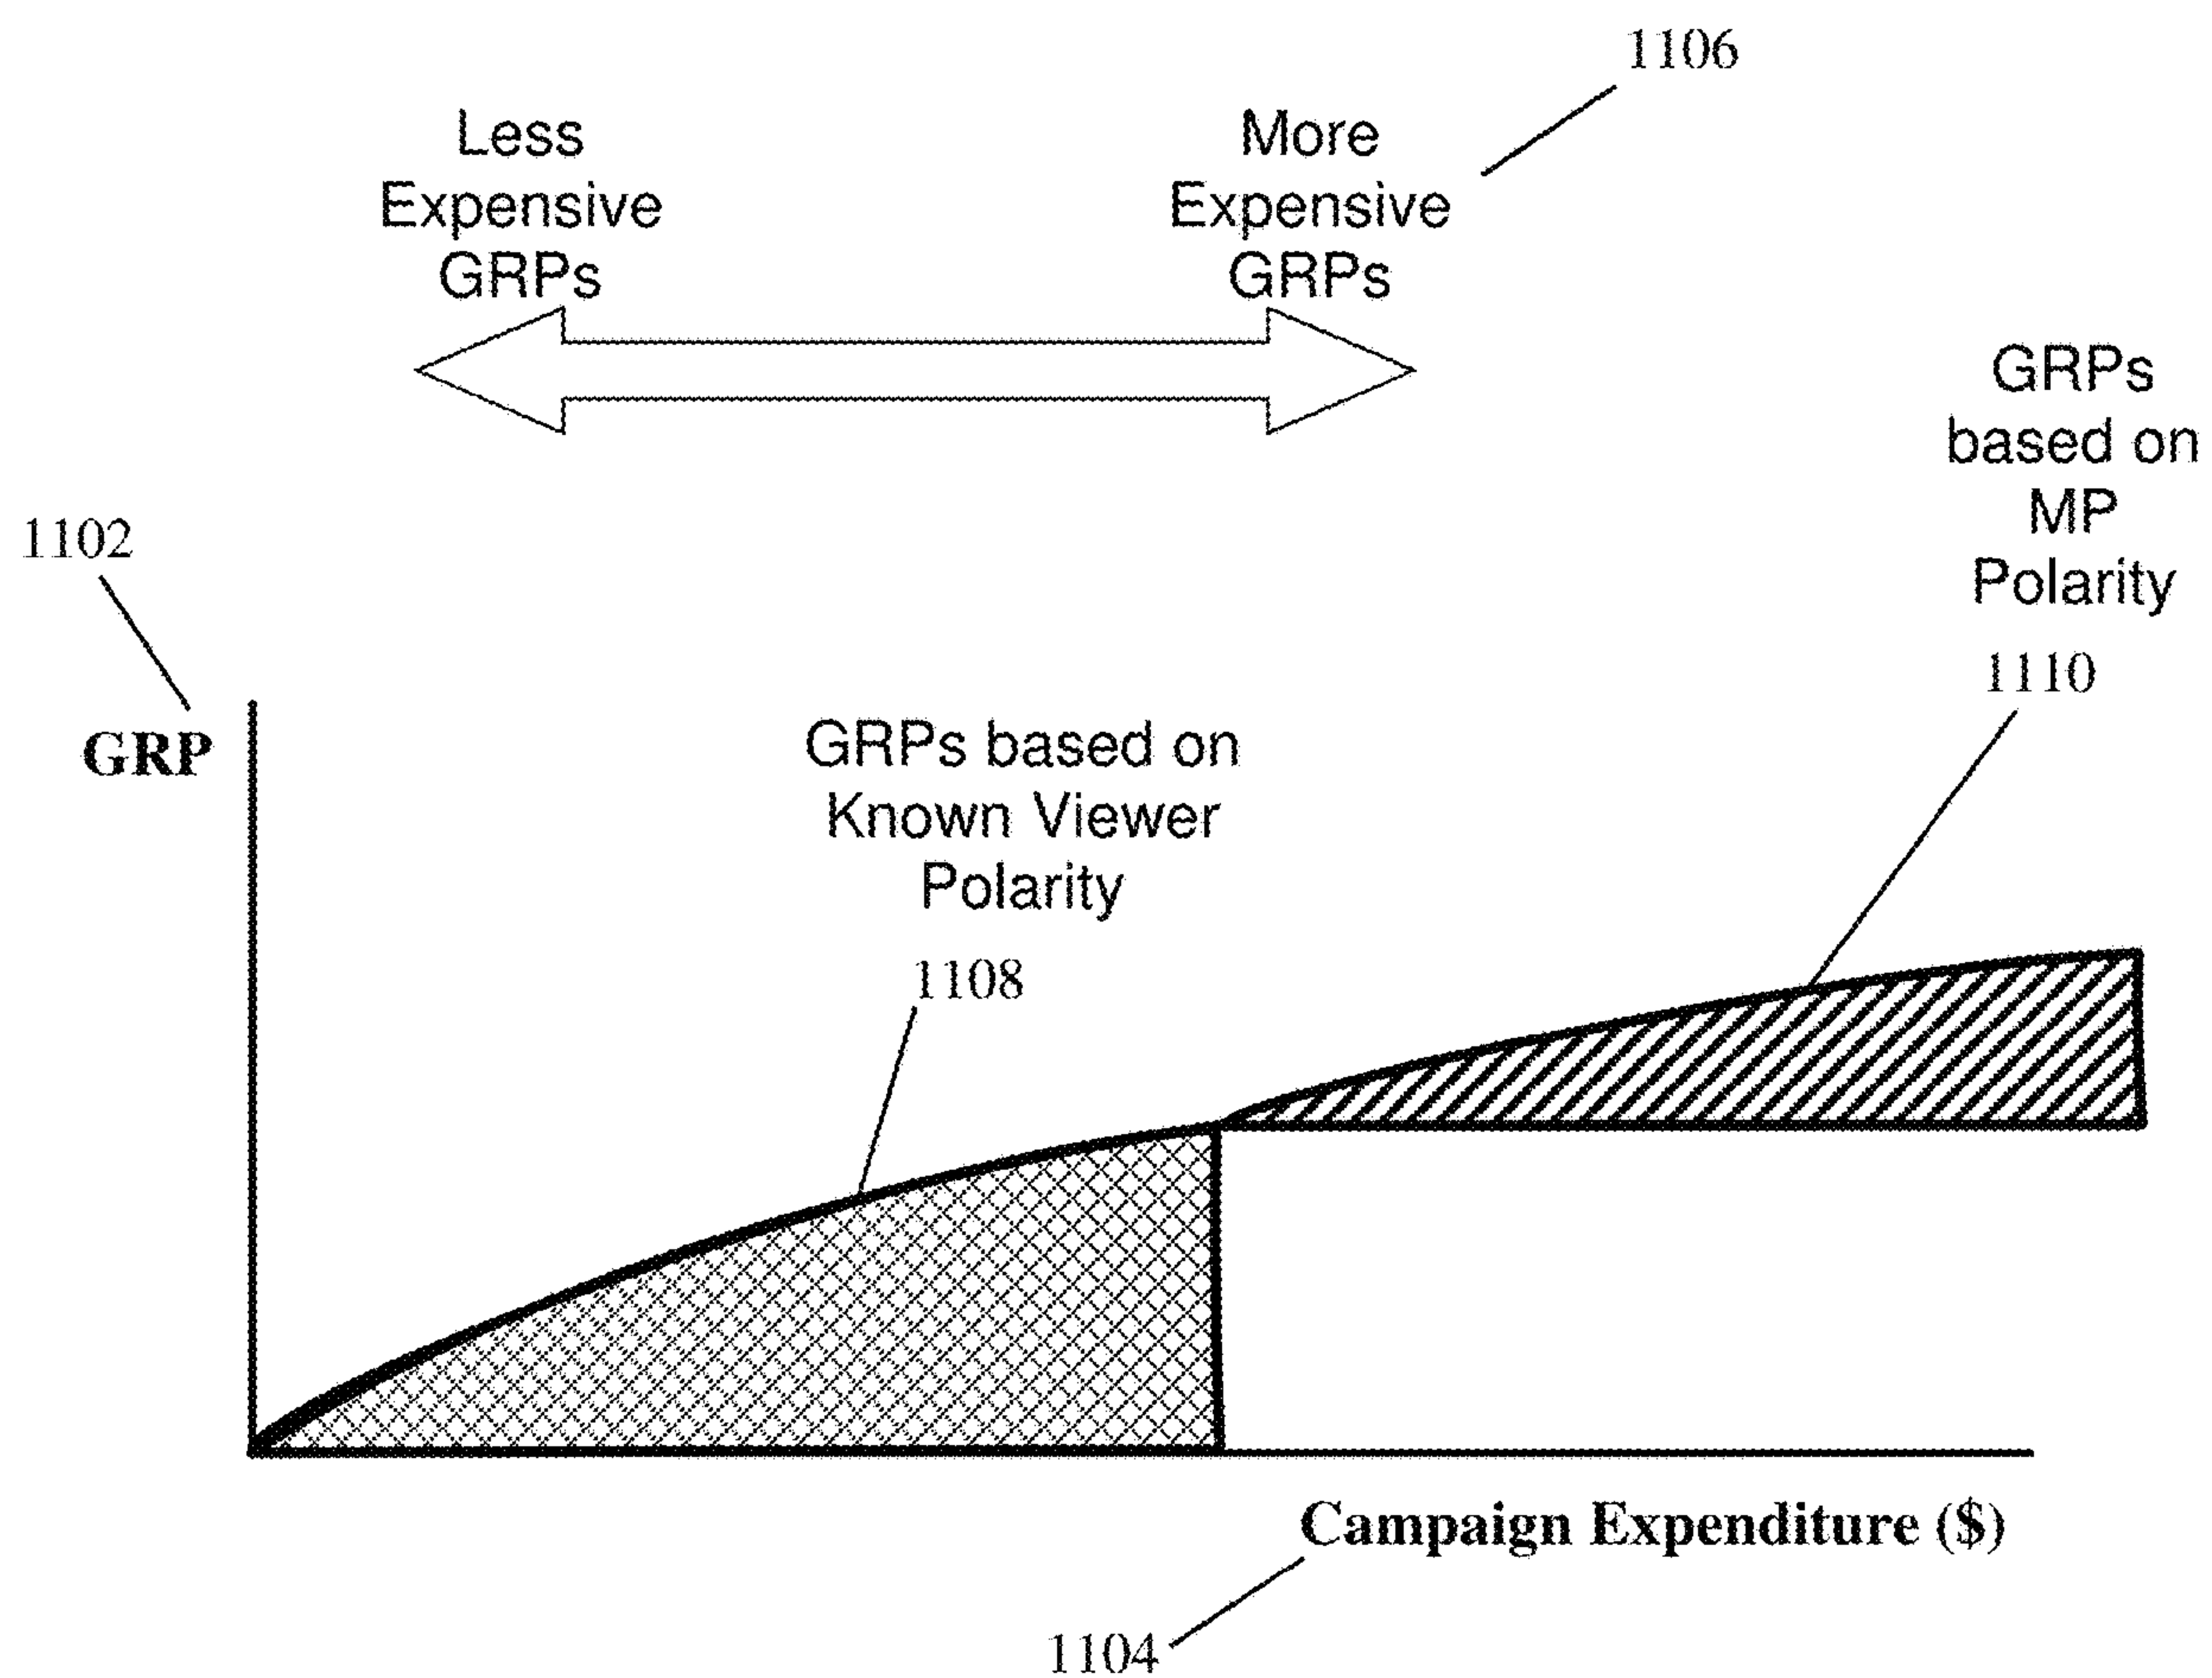 1106
Less
Expensive
GRPs
More
Expensive
GRPs
GRPs
based on
MP
Polarity
1110
1102
GRP
GRPs based on
Known Viewer
Polarity
1108
Campaign Expenditure ($)
1104